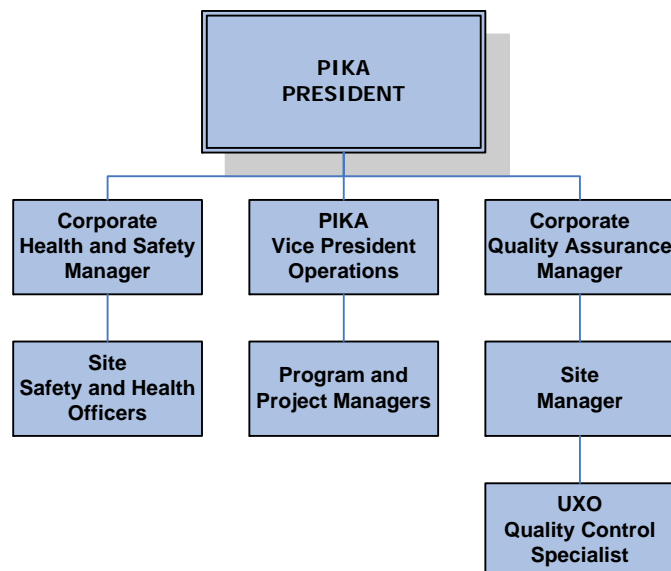 PIKA
PRESIDENT
Corporate
Health and Safety
Manager
PIKA
Vice President
Operations
Corporate
Quality Assurance
Manager
Site
Safety and Health
Officers
Program and
Project Managers
Site
Manager
UXO
Quality Control
Specialist